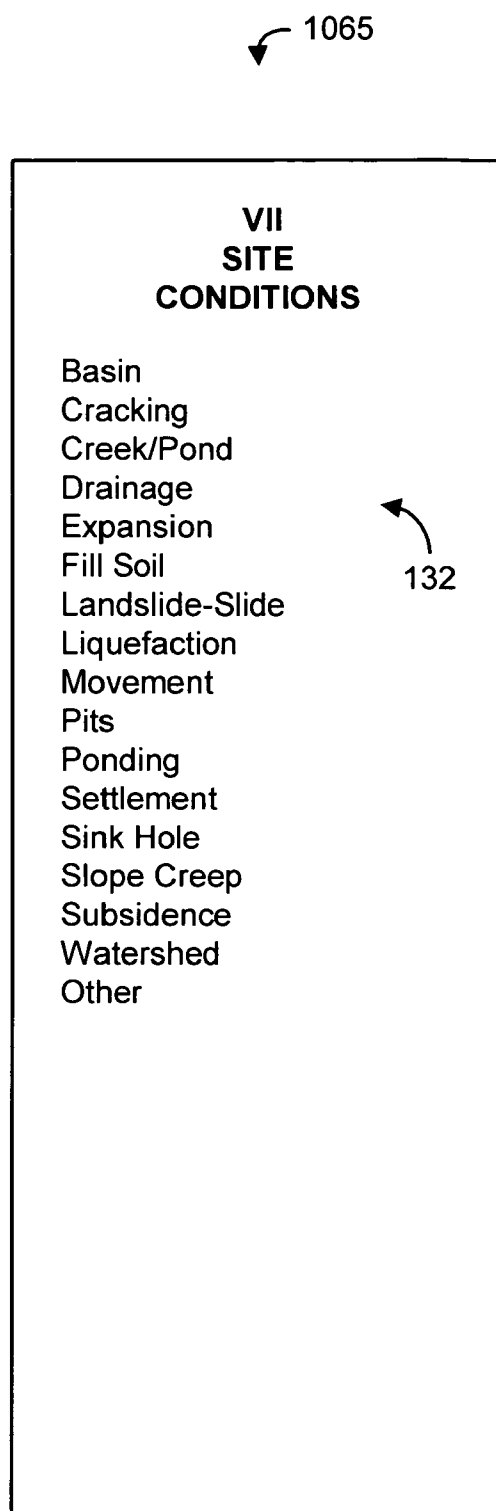 1065
VII
SITE
CONDITIONS
Basin
Cracking
Creek/Pond
Drainage
Expansion
Fill Soil
132
Landslide-Slide
Liquefaction
Movement
Pits
Ponding
Settlement
Sink Hole
Slope Creep
Subsidence
Watershed
Other